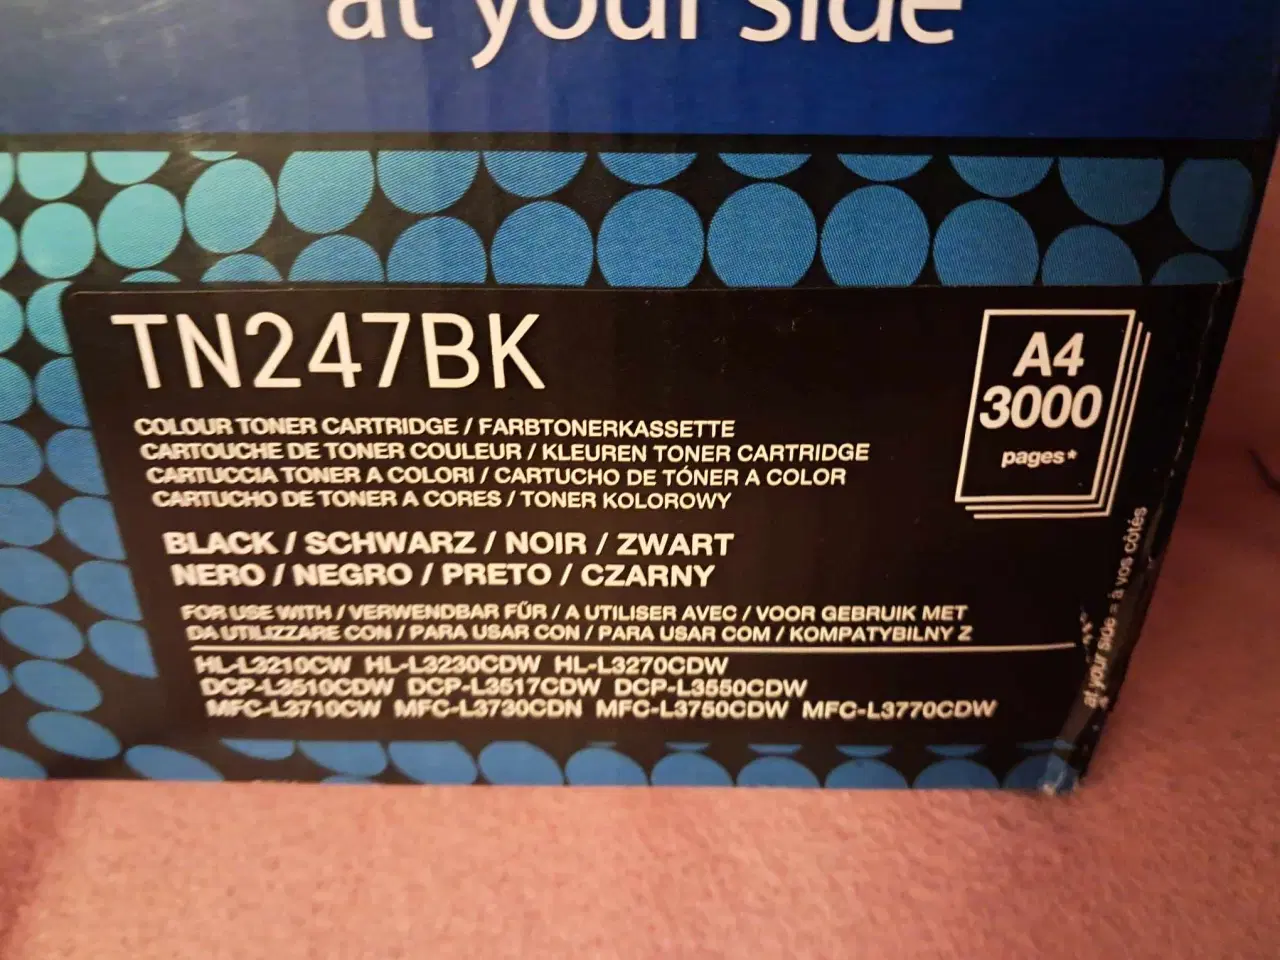 at your side
TN247BK
COLOUR TONER CARTRIDGE / FARBTONERKASSETTE
CARTOUCHE DE TONER COULEUR / KLEUREN TONER CARTRIDGE
CARTUCCIA TONER A COLORI / CARTUCHO DE TÓNER A COLOR
CARTUCHO DE TONER A CORES / TONER KOLOROWY
BLACK / SCHWARZ / NOIR / ZWART
NERO / NEGRO / PRETO / CZARNY
FOR USE WITH / VERWENDBAR FÜR / A UTILISER AVEC / VOOR GEBRUIK MET
DA UTILIZZARE CON / PARA USAR CON / PARA USAR COM / KOMPATYBILNY Z
HL-L3210CW HL-L3230CDW HL-L3270CDW
DCP-L3510CDW DCP-L3517CDW DCP-L3550CDW
MFC-L3710CW MFC-L3730CDN MFC-L3750CDW MFC-L3770CDW
A4
3000
pages*
at your side = à vos côtés